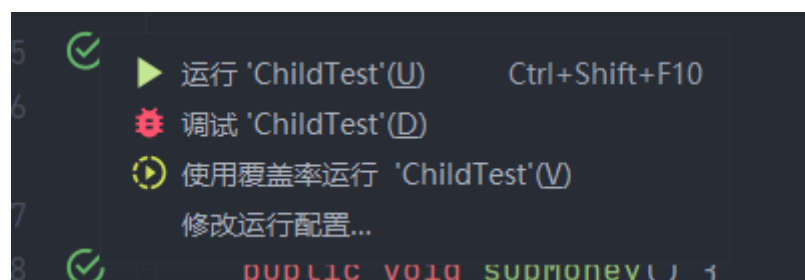 5
运行 'ChildTest'(U) Ctrl+Shift+F10
6
调试 'ChildTest'(D)
使用覆盖率运行 'ChildTest'(V)
7
修改运行配置...
8 public void subMoney() {